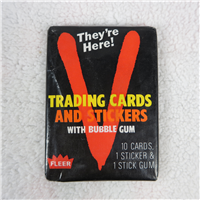 They're
Here!
V
TRADING CARDS
AND STICKERS
WITH BUBBLE GUM
10 CARDS,
1 STICKER &
1 STICK GUM
FLEER